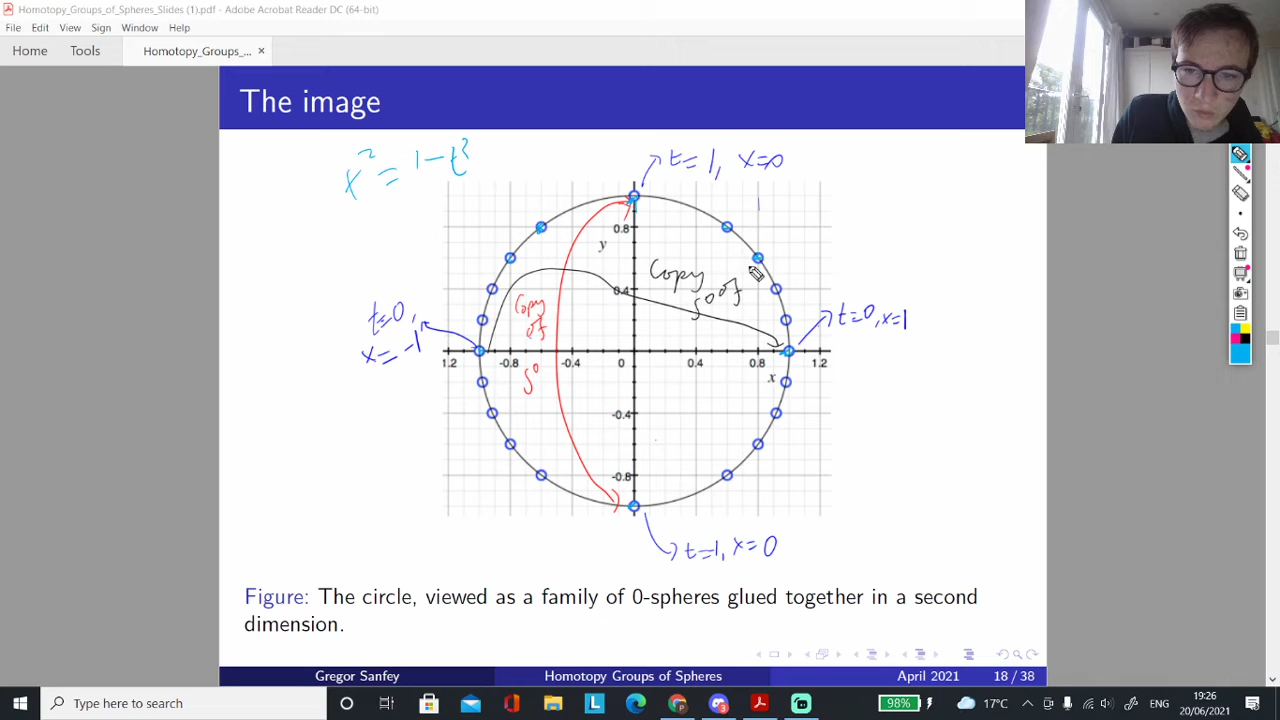 Homotopy_Groups_of_Spheres_Slides (1).pdf - Adobe Acrobat Reader DC (64-bit)
File Edit View Sign Window Help
Home Tools Homotopy_Groups_... ×
The image
x² = 1-t²
t=1, x=0
y
0.8
0.4
Copy
S⁰ of
Copy
of
S⁰
t=0,
x=-1
t=0, x=1
1.2 -0.8 -0.4 0 0.4 0.8 1.2
x
-0.4
-0.8
t=1, x=0
Figure: The circle, viewed as a family of 0-spheres glued together in a second
dimension.
Gregor Sanfey Homotopy Groups of Spheres April 2021 18 / 38
Type here to search
98%
17°C
ENG
19:26
20/06/2021